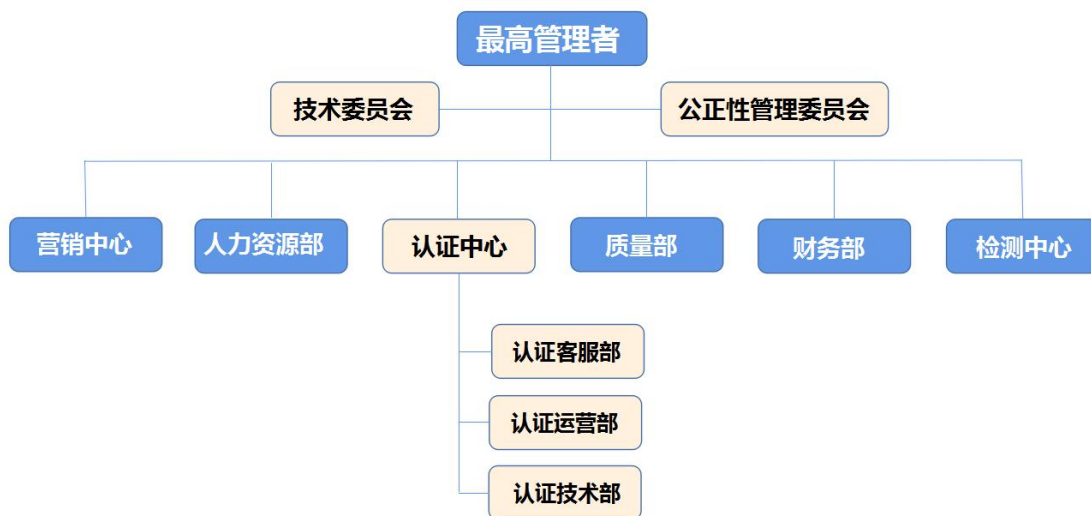 最高管理者
技术委员会
公正性管理委员会
营销中心
人力资源部
认证中心
质量部
财务部
检测中心
认证客服部
认证运营部
认证技术部